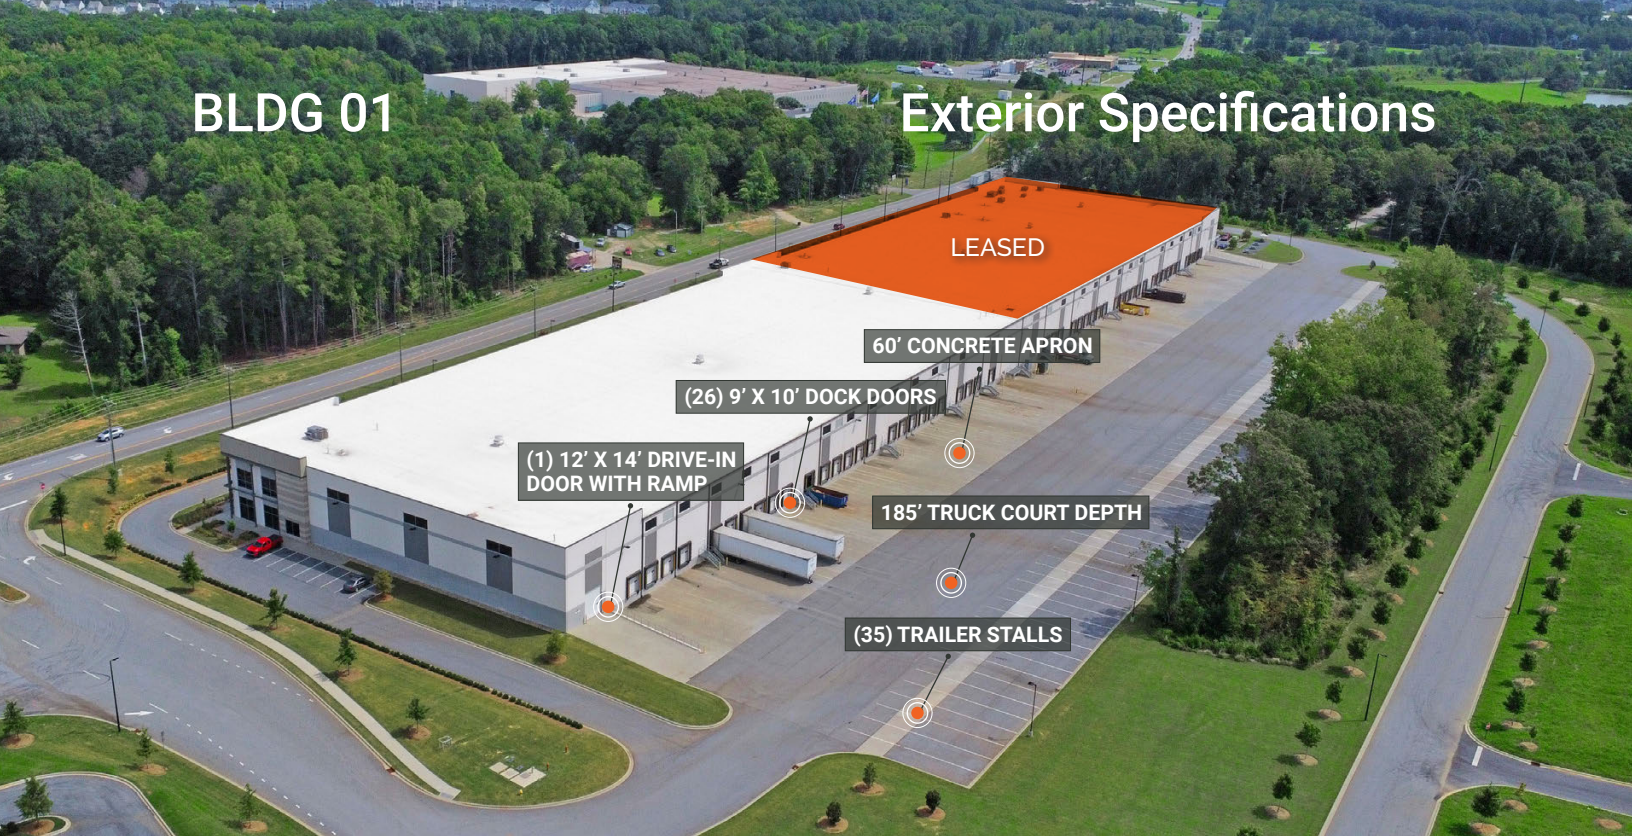 BLDG 01
Exterior Specifications
LEASED
60’ CONCRETE APRON
(26) 9’ X 10’ DOCK DOORS
(1) 12’ X 14’ DRIVE-IN
DOOR WITH RAMP
185’ TRUCK COURT DEPTH
(35) TRAILER STALLS